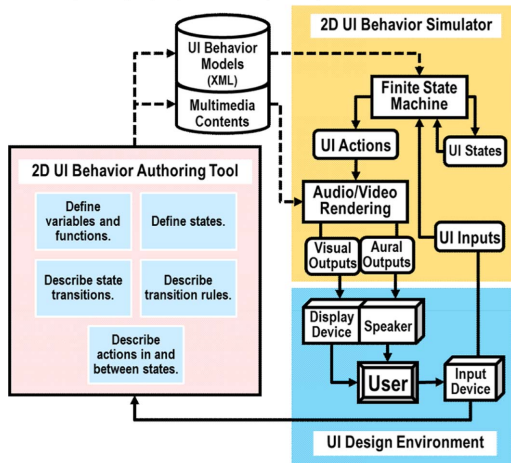 UI Behavior
Models
(XML)
Multimedia
Contents
2D UI Behavior Authoring Tool
Define
variables and
functions.
Define states.
Describe state
transitions.
Describe
transition rules.
Describe
actions in and
between states.
2D UI Behavior Simulator
Finite State
Machine
UI Actions
UI States
Audio/Video
Rendering
Visual
Outputs
Aural
Outputs
UI Inputs
Display
Device
Speaker
User
Input
Device
UI Design Environment